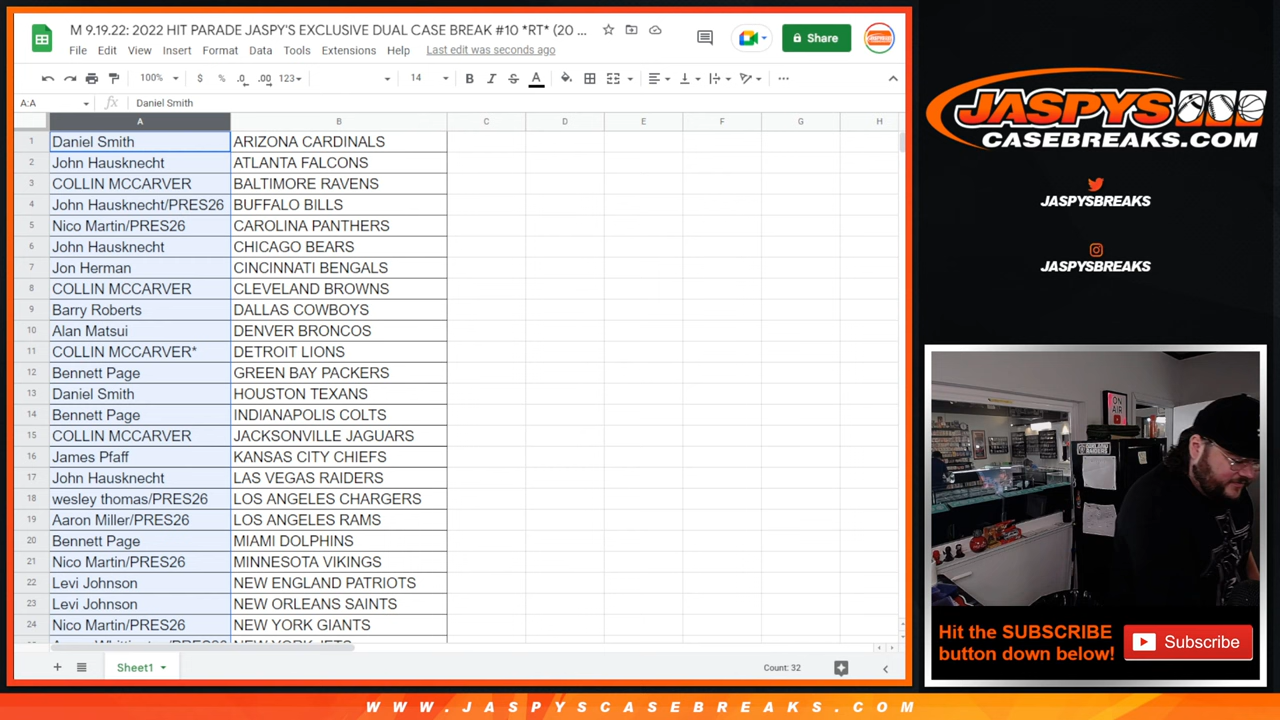 M 9.19.22: 2022 HIT PARADE JASPY'S EXCLUSIVE DUAL CASE BREAK #10 *RT* (20 ...
File Edit View Insert Format Data Tools Extensions Help Last edit was seconds ago
Share
100% $ % .0 .00 123 14 B I S A
A:A fx Daniel Smith
A B C D E F G H
1 Daniel Smith ARIZONA CARDINALS
2 John Hausknecht ATLANTA FALCONS
3 COLLIN MCCARVER BALTIMORE RAVENS
4 John Hausknecht/PRES26 BUFFALO BILLS
5 Nico Martin/PRES26 CAROLINA PANTHERS
6 John Hausknecht CHICAGO BEARS
7 Jon Herman CINCINNATI BENGALS
8 COLLIN MCCARVER CLEVELAND BROWNS
9 Barry Roberts DALLAS COWBOYS
10 Alan Matsui DENVER BRONCOS
11 COLLIN MCCARVER* DETROIT LIONS
12 Bennett Page GREEN BAY PACKERS
13 Daniel Smith HOUSTON TEXANS
14 Bennett Page INDIANAPOLIS COLTS
15 COLLIN MCCARVER JACKSONVILLE JAGUARS
16 James Pfaff KANSAS CITY CHIEFS
17 John Hausknecht LAS VEGAS RAIDERS
18 wesley thomas/PRES26 LOS ANGELES CHARGERS
19 Aaron Miller/PRES26 LOS ANGELES RAMS
20 Bennett Page MIAMI DOLPHINS
21 Nico Martin/PRES26 MINNESOTA VIKINGS
22 Levi Johnson NEW ENGLAND PATRIOTS
23 Levi Johnson NEW ORLEANS SAINTS
24 Nico Martin/PRES26 NEW YORK GIANTS
Sheet1
Count: 32
JASPYS
CASEBREAKS.COM
JASPYSBREAKS
JASPYSBREAKS
ON
AIR
Hit the SUBSCRIBE
button down below!
Subscribe
WWW.JASPYSCASEBREAKS.COM